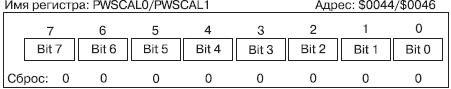 Имя регистра: PWSCAL0/PWSCAL1 Адрес: $0044/$0046
7 6 5 4 3 2 1 0
Bit 7 Bit 6 Bit 5 Bit 4 Bit 3 Bit 2 Bit 1 Bit 0
Сброс: 0 0 0 0 0 0 0 0